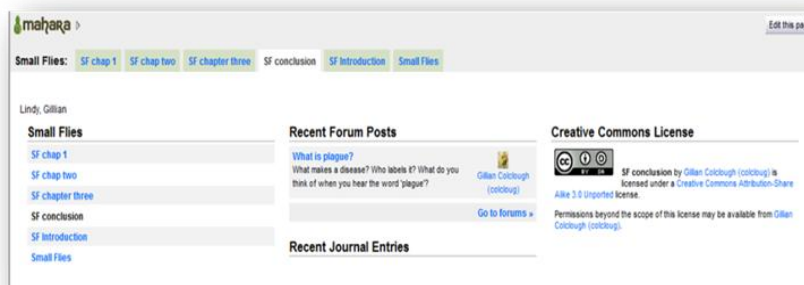 mahara
Edit this pa
Small Flies: SF chap 1 SF chap two SF chapter three SF conclusion SF Introduction Small Flies
Lindy, Gillian
Small Flies
SF chap 1
SF chap two
SF chapter three
SF conclusion
SF Introduction
Small Flies
Recent Forum Posts
What is plague?
What makes a disease? Who labels it? What do you
think of when you hear the word 'plague'?
Gillian Colclough
(colcloug)
Go to forums »
Recent Journal Entries
Creative Commons License
CC BY SA
SF conclusion by Gillian Colclough (colcloug) is
licensed under a Creative Commons Attribution-Share
Alike 3.0 Unported license.
Permissions beyond the scope of this license may be available from Gillian
Colclough (colcloug).